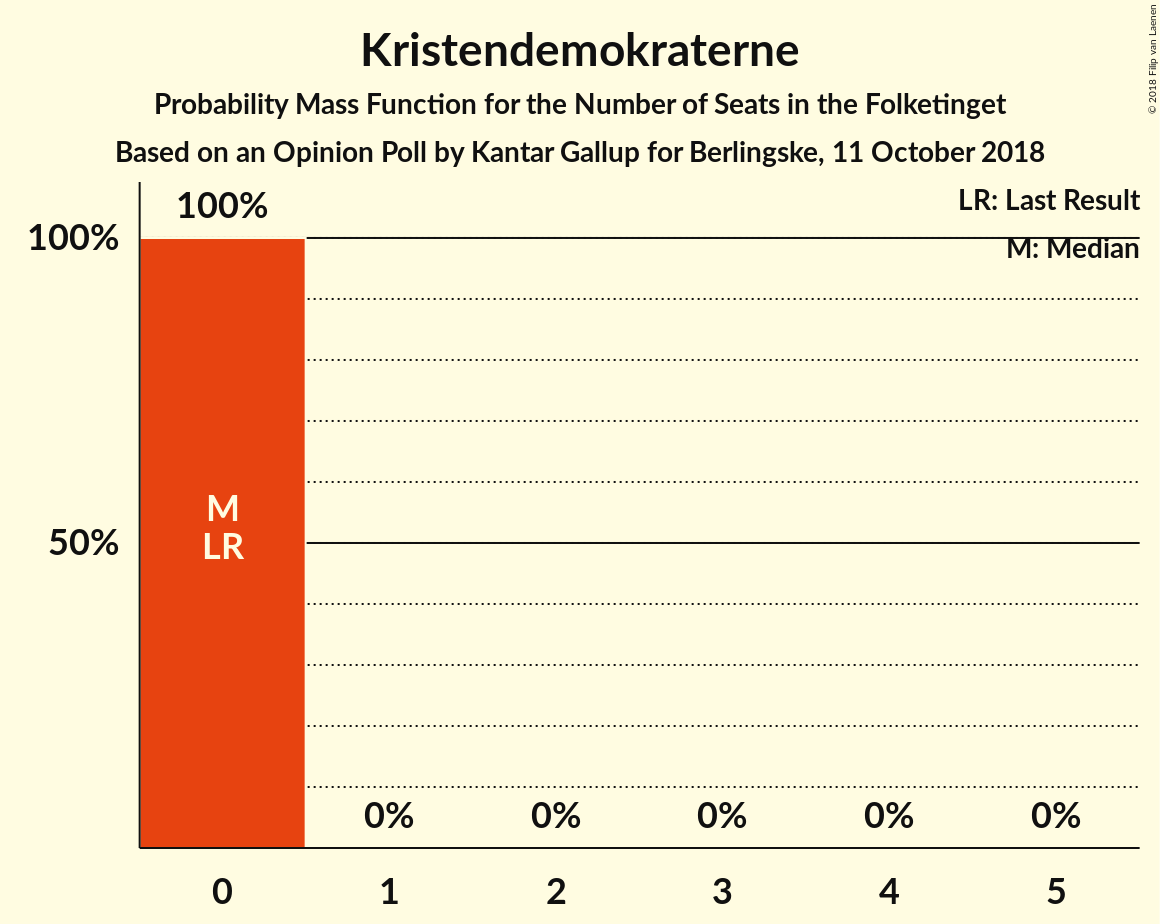 Kristendemokraterne
Probability Mass Function for the Number of Seats in the Folketinget
Based on an Opinion Poll by Kantar Gallup for Berlingske, 11 October 2018
© 2018 Filip van Laenen
LR: Last Result
M: Median
100%
100%
50%
M
LR
0%
0%
0%
0%
0%
0
1
2
3
4
5